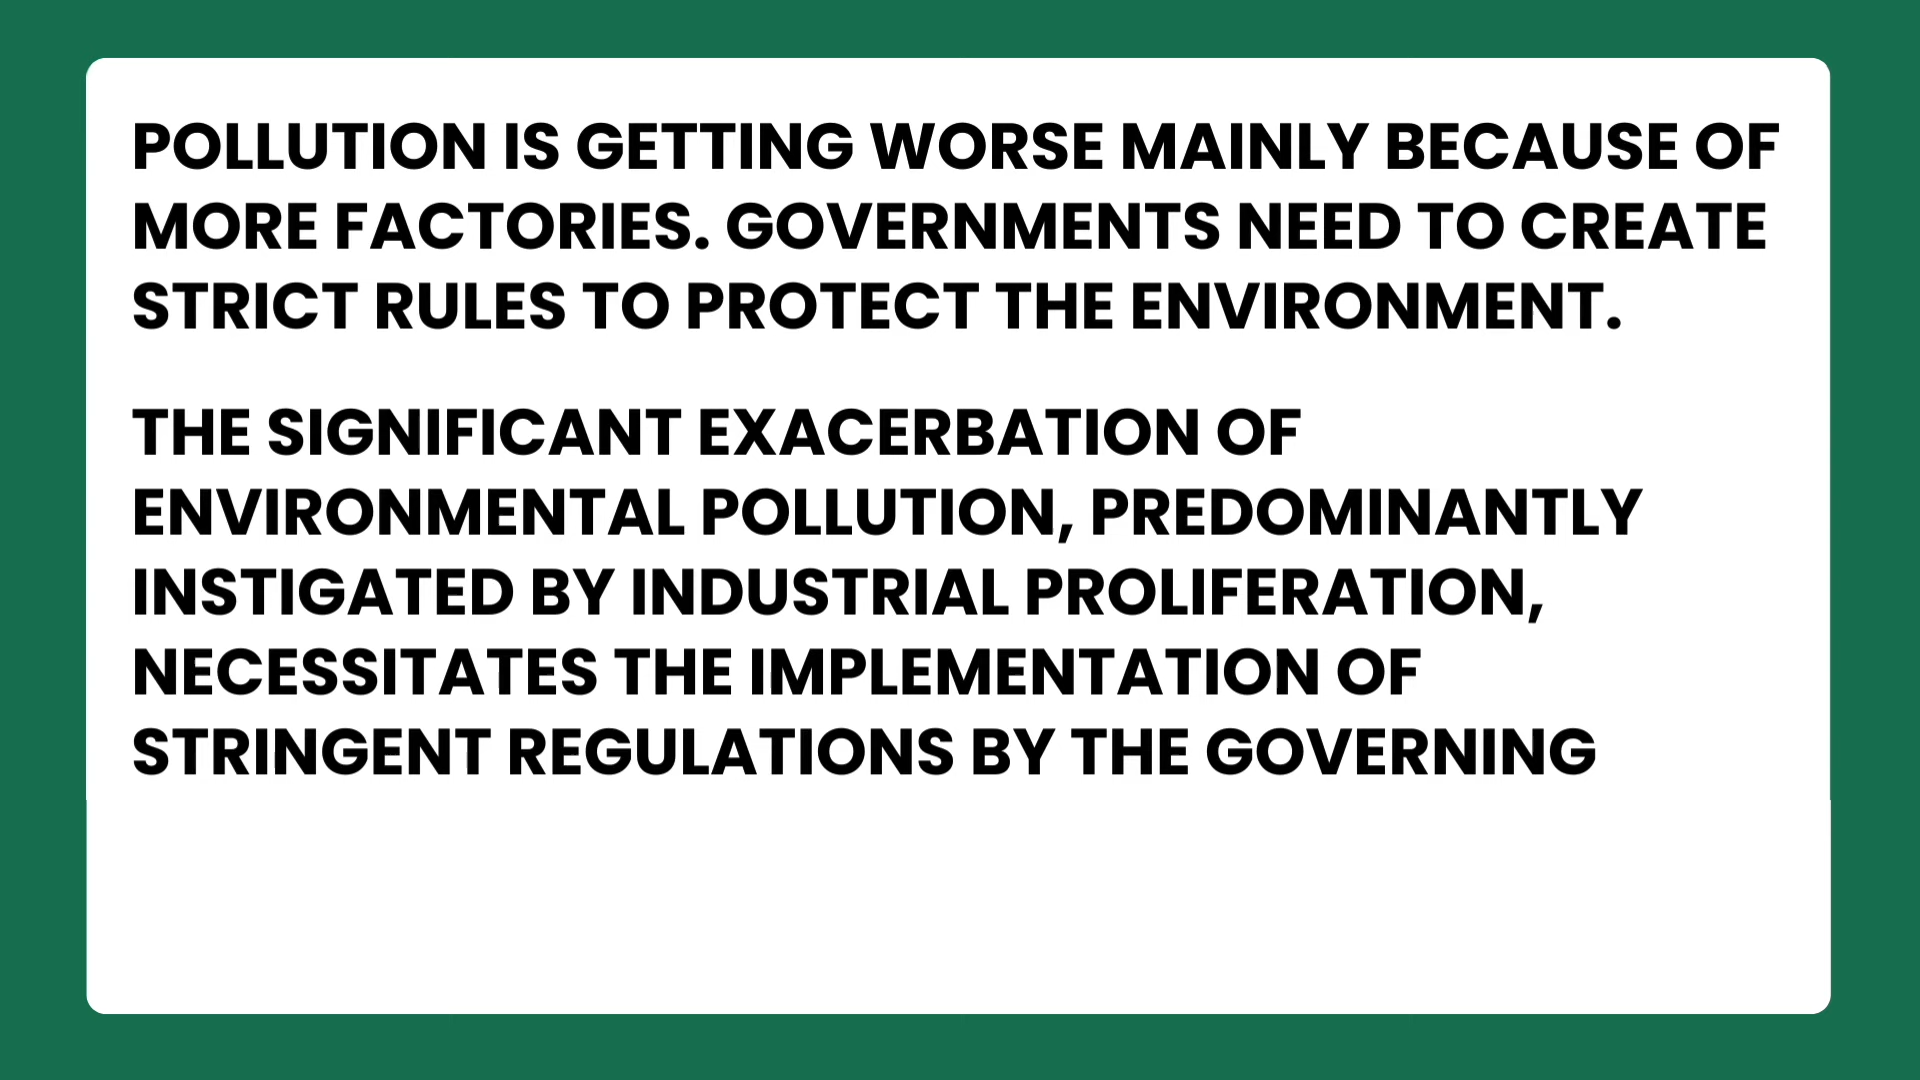 POLLUTION IS GETTING WORSE MAINLY BECAUSE OF
MORE FACTORIES. GOVERNMENTS NEED TO CREATE
STRICT RULES TO PROTECT THE ENVIRONMENT.
THE SIGNIFICANT EXACERBATION OF
ENVIRONMENTAL POLLUTION, PREDOMINANTLY
INSTIGATED BY INDUSTRIAL PROLIFERATION,
NECESSITATES THE IMPLEMENTATION OF
STRINGENT REGULATIONS BY THE GOVERNING